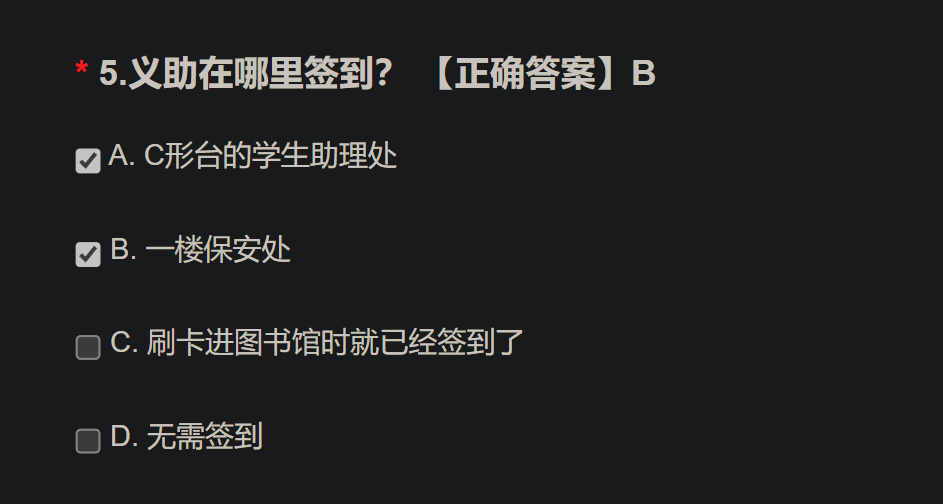 * 5.义助在哪里签到？ 【正确答案】B
A. C形台的学生助理处
B. 一楼保安处
C. 刷卡进图书馆时就已经签到了
D. 无需签到